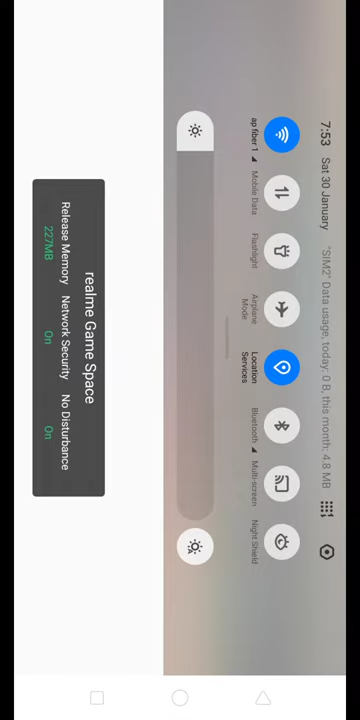 7:53 Sat 30 January "SIM2" Data usage, today: 0 B, this month: 4.8 MB
ap fiber 1
Mobile Data
Flashlight
Airplane
Mode
Location
Services
Bluetooth
Multi-screen
Night Shield
realme Game Space
Release Memory Network Security No Disturbance
227MB On On